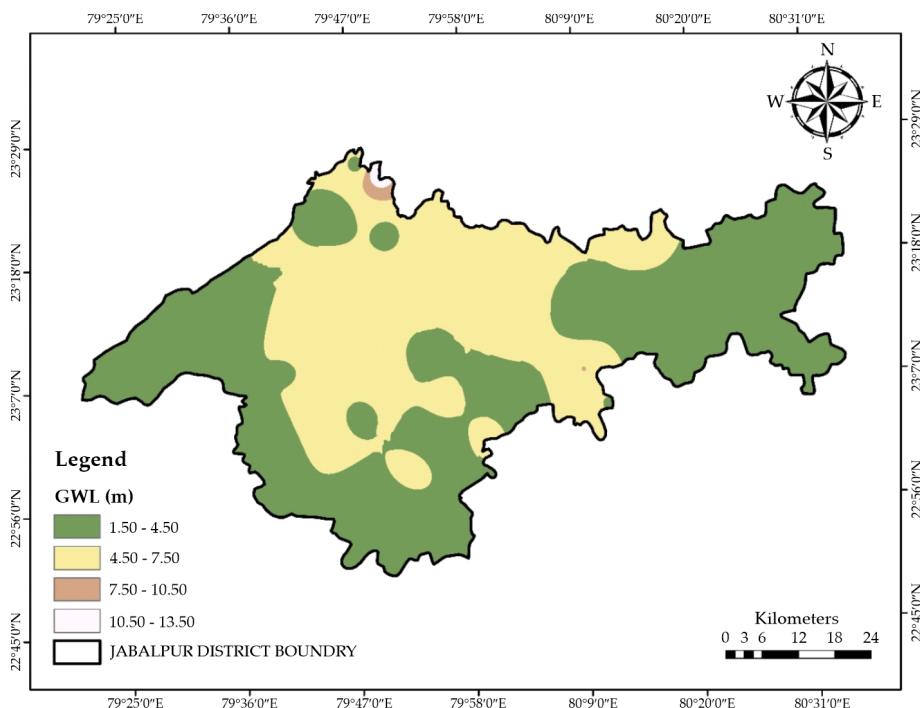 79°25'0"E 79°36'0"E 79°47'0"E 79°58'0"E 80°9'0"E 80°20'0"E 80°31'0"E
N
W E
S
23°29'0"N 23°29'0"N
23°18'0"N 23°18'0"N
23°7'0"N 23°7'0"N
22°56'0"N 22°56'0"N
22°45'0"N 22°45'0"N
Legend
GWL (m)
1.50 - 4.50
4.50 - 7.50
7.50 - 10.50
10.50 - 13.50
JABALPUR DISTRICT BOUNDRY
Kilometers
0 3 6 12 18 24
79°25'0"E 79°36'0"E 79°47'0"E 79°58'0"E 80°9'0"E 80°20'0"E 80°31'0"E